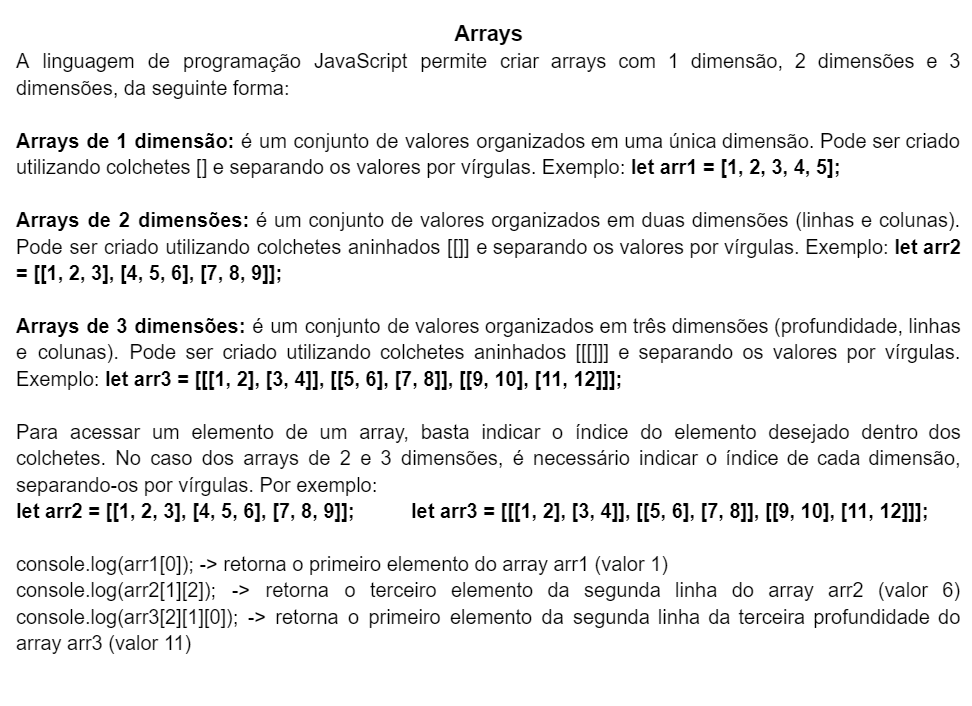 Arrays
A linguagem de programação JavaScript permite criar arrays com 1 dimensão, 2 dimensões e 3
dimensões, da seguinte forma:
Arrays de 1 dimensão: é um conjunto de valores organizados em uma única dimensão. Pode ser criado
utilizando colchetes [] e separando os valores por vírgulas. Exemplo: let arr1 = [1, 2, 3, 4, 5];
Arrays de 2 dimensões: é um conjunto de valores organizados em duas dimensões (linhas e colunas).
Pode ser criado utilizando colchetes aninhados [[]] e separando os valores por vírgulas. Exemplo: let arr2
= [[1, 2, 3], [4, 5, 6], [7, 8, 9]];
Arrays de 3 dimensões: é um conjunto de valores organizados em três dimensões (profundidade, linhas
e colunas). Pode ser criado utilizando colchetes aninhados [[[]]] e separando os valores por vírgulas.
Exemplo: let arr3 = [[[1, 2], [3, 4]], [[5, 6], [7, 8]], [[9, 10], [11, 12]]];
Para acessar um elemento de um array, basta indicar o índice do elemento desejado dentro dos
colchetes. No caso dos arrays de 2 e 3 dimensões, é necessário indicar o índice de cada dimensão,
separando-os por vírgulas. Por exemplo:
let arr2 = [[1, 2, 3], [4, 5, 6], [7, 8, 9]]; let arr3 = [[[1, 2], [3, 4]], [[5, 6], [7, 8]], [[9, 10], [11, 12]]];
console.log(arr1[0]); -> retorna o primeiro elemento do array arr1 (valor 1)
console.log(arr2[1][2]); -> retorna o terceiro elemento da segunda linha do array arr2 (valor 6)
console.log(arr3[2][1][0]); -> retorna o primeiro elemento da segunda linha da terceira profundidade do
array arr3 (valor 11)